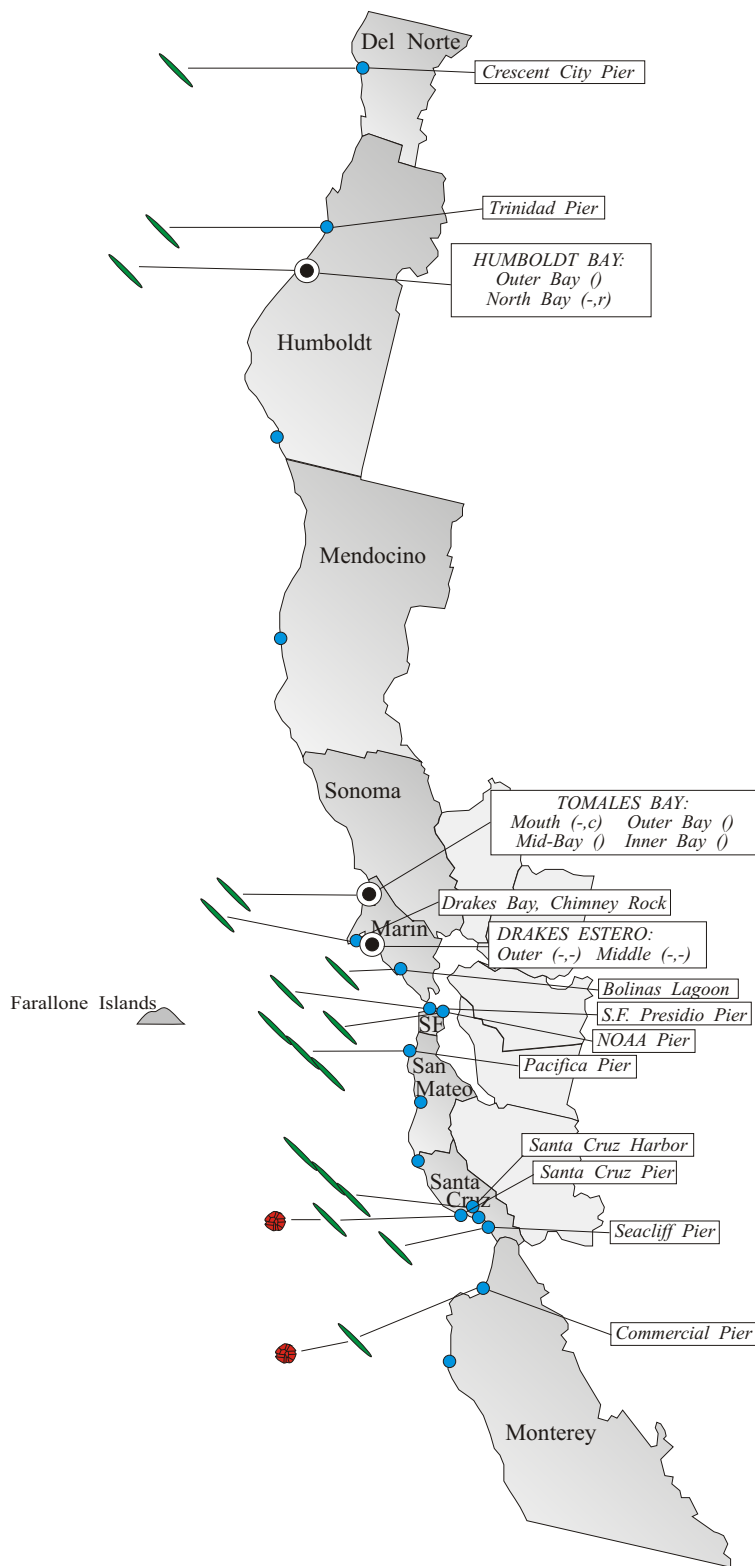 Del Norte
Crescent City Pier
Trinidad Pier
HUMBOLDT BAY:
Outer Bay ()
North Bay (-,r)
Humboldt
Mendocino
Sonoma
TOMALES BAY:
Mouth (-,c) Outer Bay ()
Mid-Bay () Inner Bay ()
Drakes Bay, Chimney Rock
Marin
DRAKES ESTERO:
Outer (-,-) Middle (-,-)
Bolinas Lagoon
Farallone Islands
S.F. Presidio Pier
SF
NOAA Pier
Pacifica Pier
San
Mateo
Santa Cruz Harbor
Santa Cruz Pier
Santa
Cruz
Seacliff Pier
Commercial Pier
Monterey